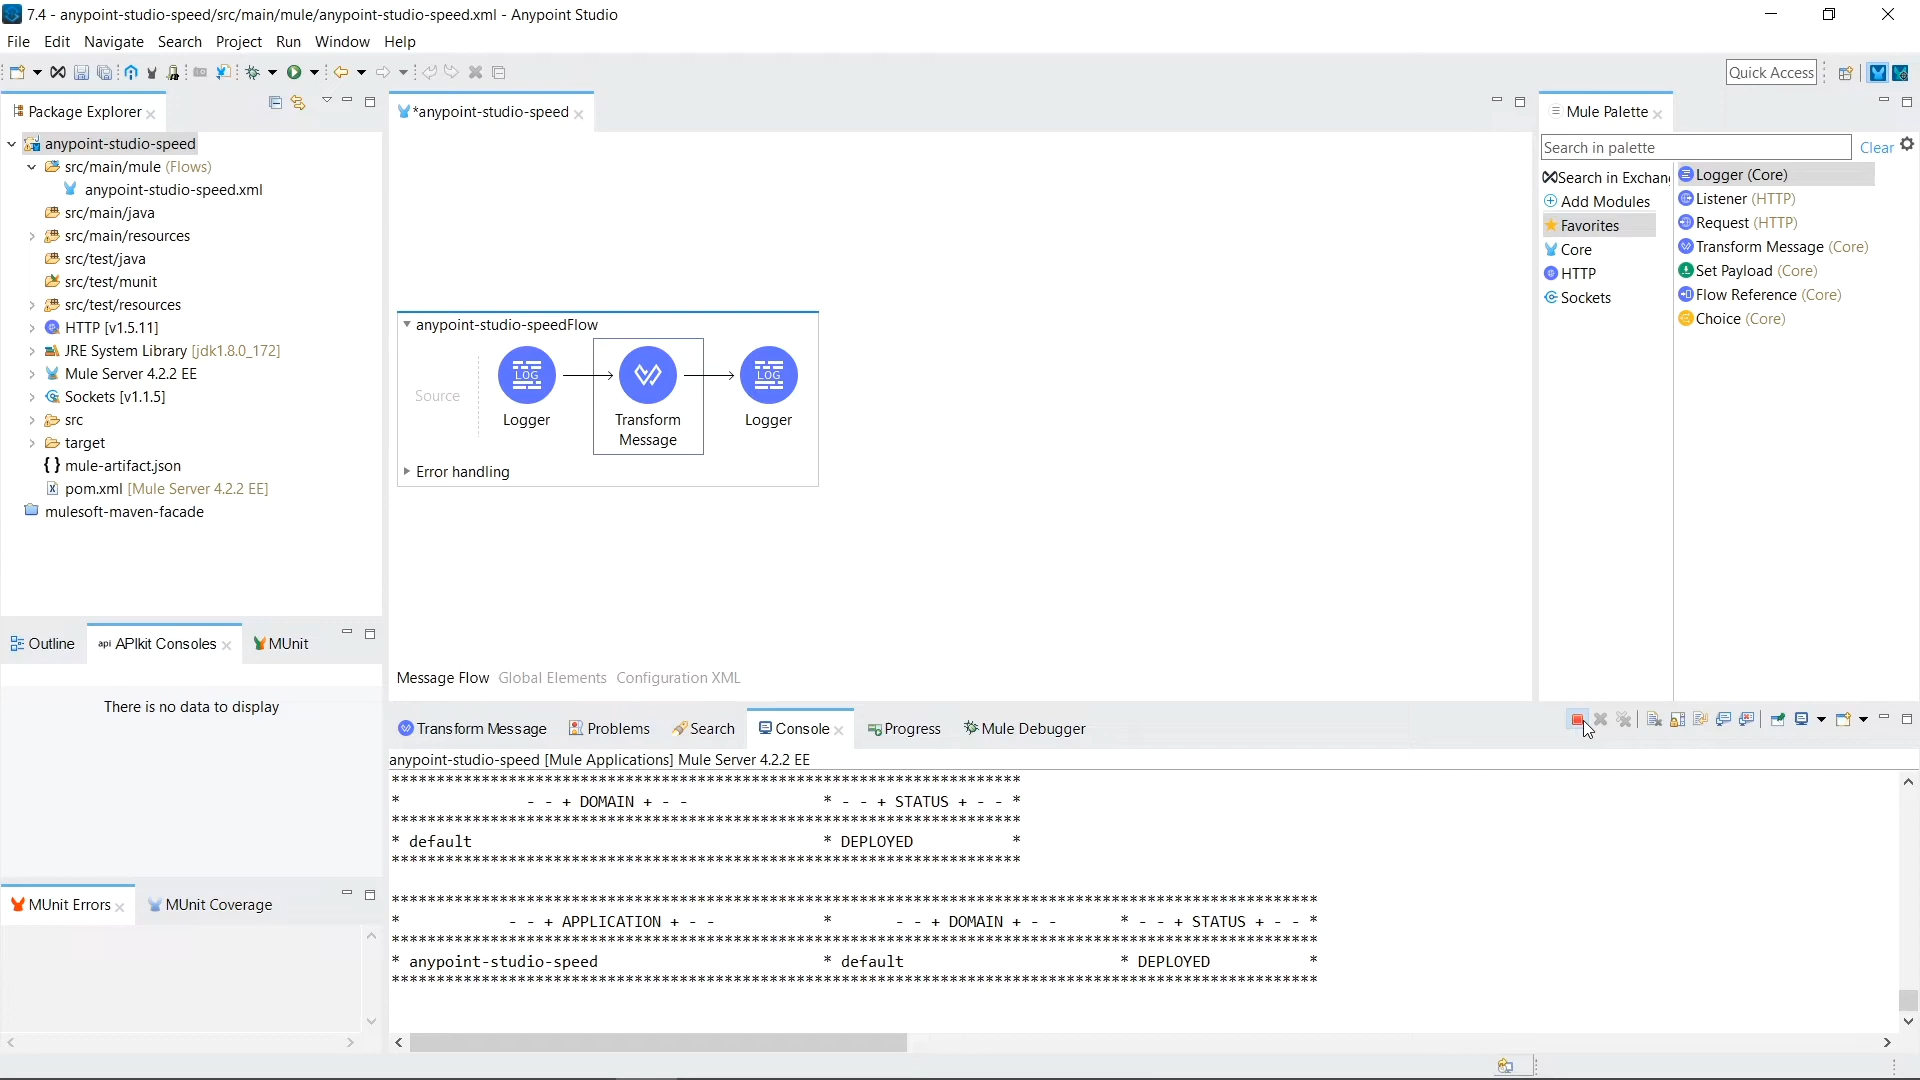 7.4 - anypoint-studio-speed/src/main/mule/anypoint-studio-speed.xml - Anypoint Studio
File Edit Navigate Search Project Run Window Help
Quick Access
Package Explorer
anypoint-studio-speed
src/main/mule (Flows)
anypoint-studio-speed.xml
src/main/java
src/main/resources
src/test/java
src/test/munit
src/test/resources
HTTP [v1.5.11]
JRE System Library [jdk1.8.0_172]
Mule Server 4.2.2 EE
Sockets [v1.1.5]
src
target
mule-artifact.json
pom.xml [Mule Server 4.2.2 EE]
mulesoft-maven-facade
Outline
api APIkit Consoles
MUnit
There is no data to display
MUnit Errors
MUnit Coverage
*anypoint-studio-speed
anypoint-studio-speedFlow
Source
LOG
Logger
Transform
Message
LOG
Logger
Error handling
Message Flow Global Elements Configuration XML
Mule Palette
Search in palette
Clear
Search in Exchan
Add Modules
Favorites
Core
HTTP
Sockets
Logger (Core)
Listener (HTTP)
Request (HTTP)
Transform Message (Core)
Set Payload (Core)
Flow Reference (Core)
Choice (Core)
Transform Message
Problems
Search
Console
Progress
Mule Debugger
anypoint-studio-speed [Mule Applications] Mule Server 4.2.2 EE
**********************************************************************
* - - + DOMAIN + - - * - - + STATUS + - - *
**********************************************************************
* default * DEPLOYED *
**********************************************************************
*******************************************************************************************************
* - - + APPLICATION + - - * - - + DOMAIN + - - * - - + STATUS + - - *
*******************************************************************************************************
* anypoint-studio-speed * default * DEPLOYED *
*******************************************************************************************************